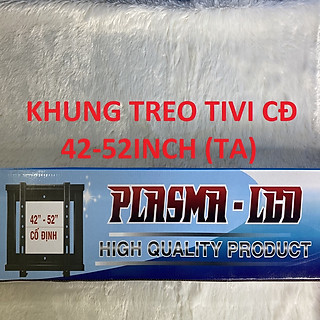 KHUNG TREO TIVI CĐ
42-52INCH (TA)
PLASMA - LCD
42" - 52"
CỐ ĐỊNH
HIGH QUALITY PRODUCT